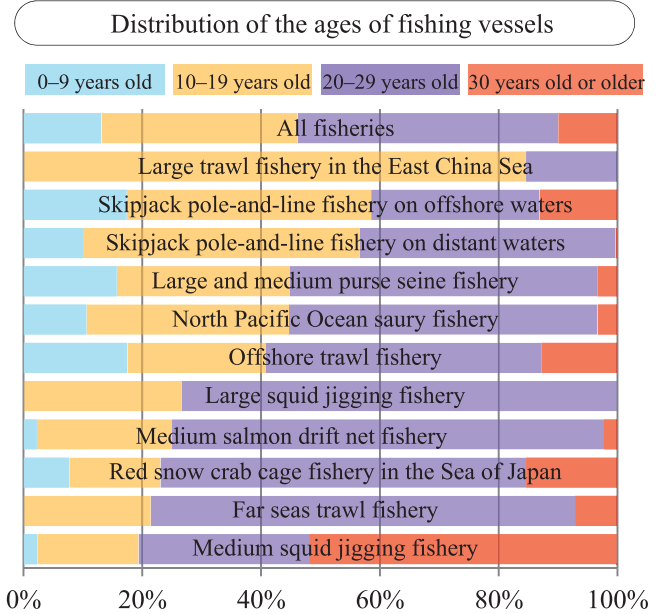 Distribution of the ages of fishing vessels
0–9 years old 10–19 years old 20–29 years old 30 years old or older
All fisheries
Large trawl fishery in the East China Sea
Skipjack pole-and-line fishery on offshore waters
Skipjack pole-and-line fishery on distant waters
Large and medium purse seine fishery
North Pacific Ocean saury fishery
Offshore trawl fishery
Large squid jigging fishery
Medium salmon drift net fishery
Red snow crab cage fishery in the Sea of Japan
Far seas trawl fishery
Medium squid jigging fishery
0% 20% 40% 60% 80% 100%